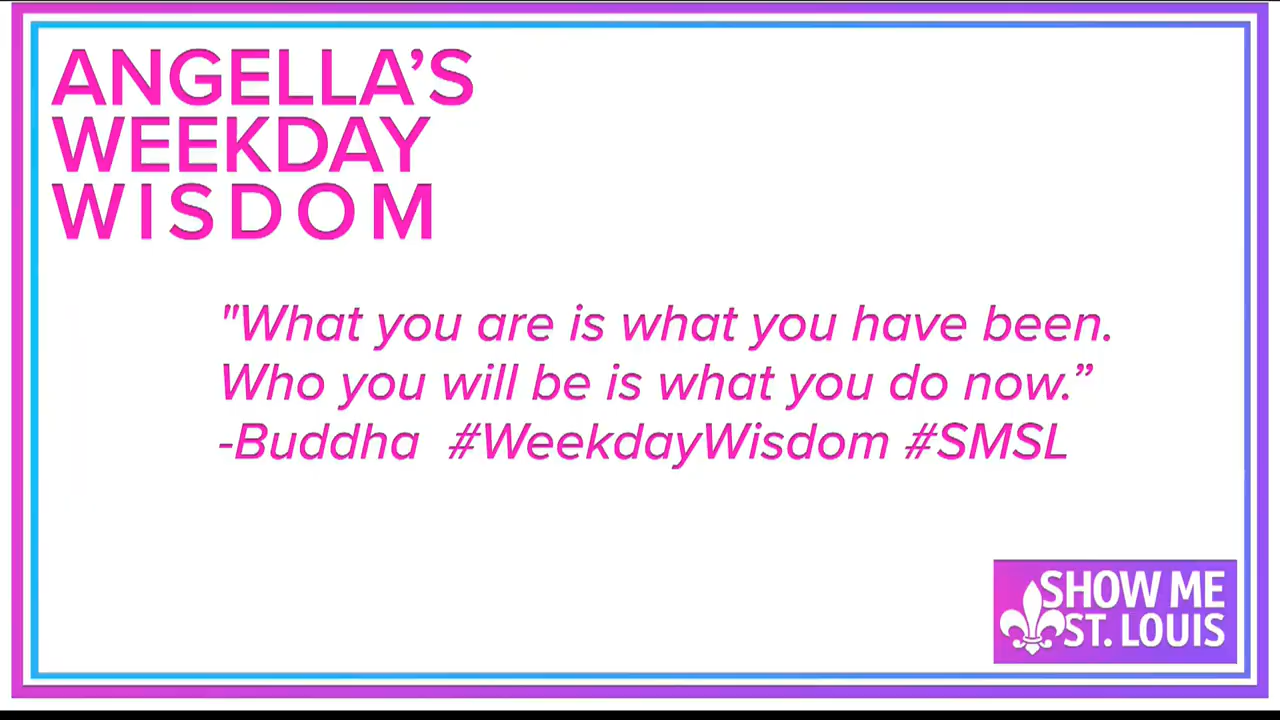 ANGELLA’S
WEEKDAY
WISDOM
"What you are is what you have been.
Who you will be is what you do now.”
-Buddha  #WeekdayWisdom #SMSL
SHOW ME
ST. LOUIS